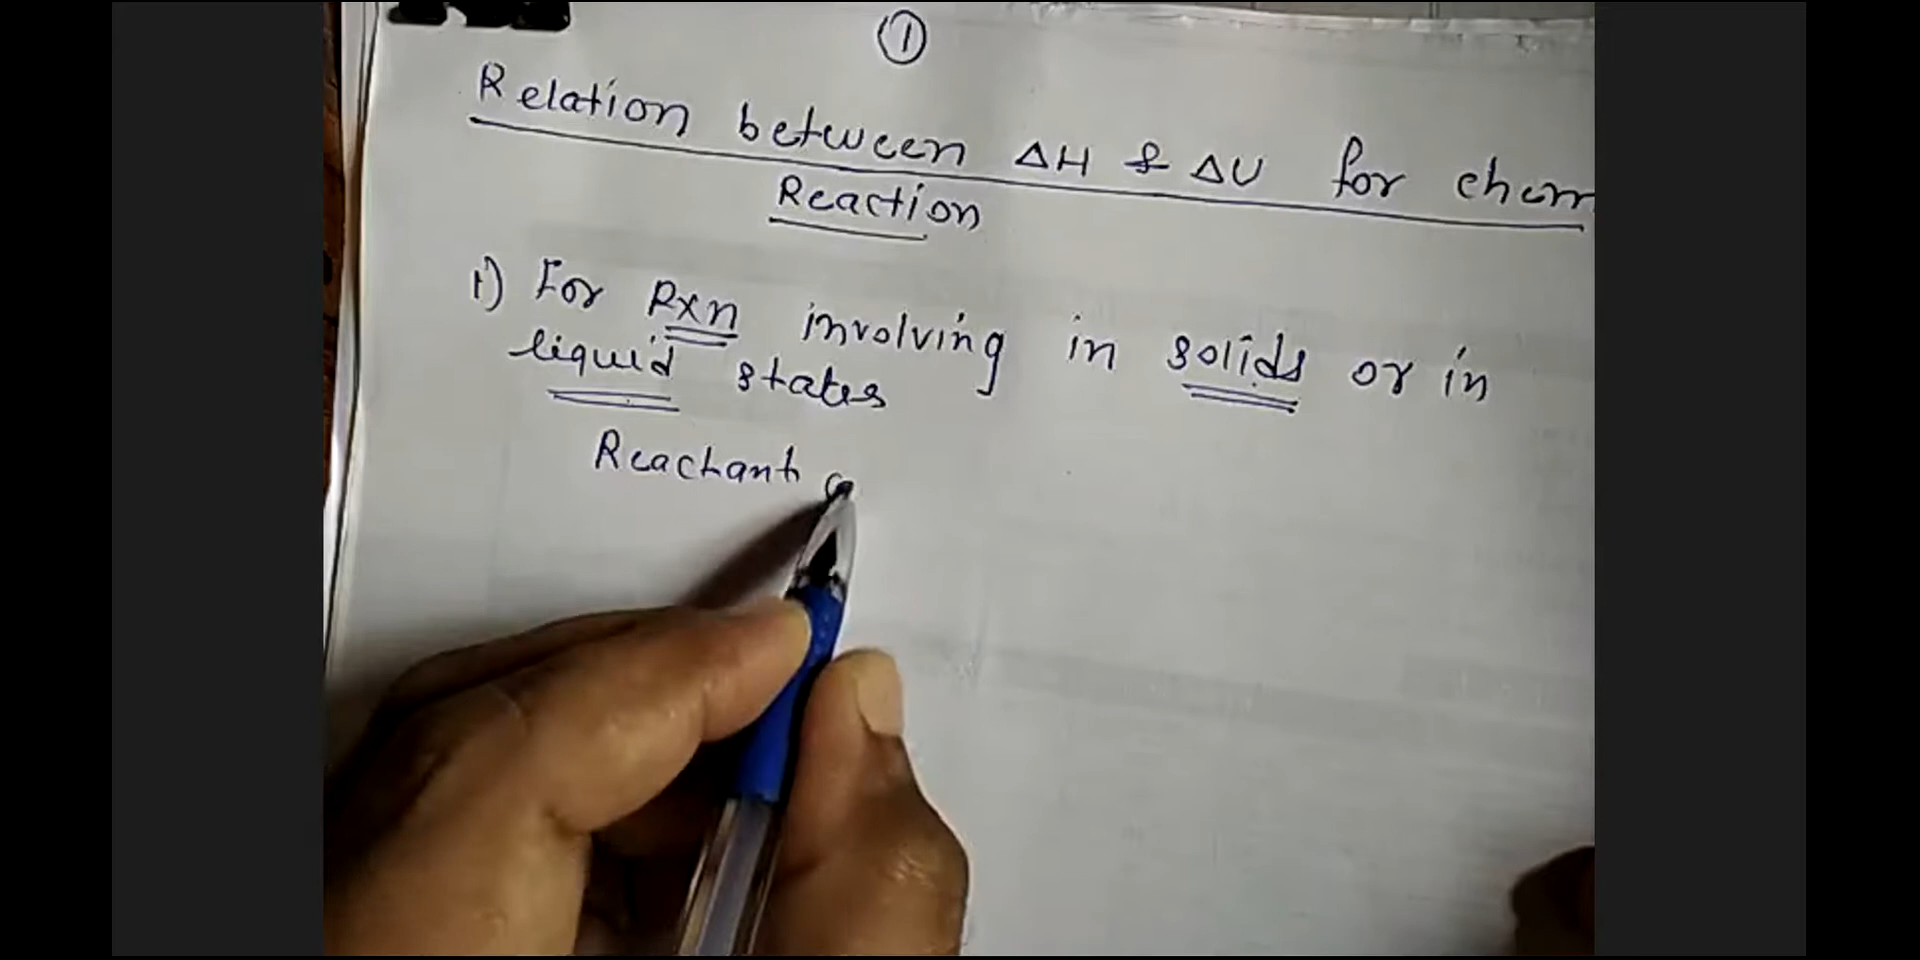 1
Relation between ΔH & ΔU for chem
Reaction
1) For Rxn involving in solids or in
liquid states
Reactant